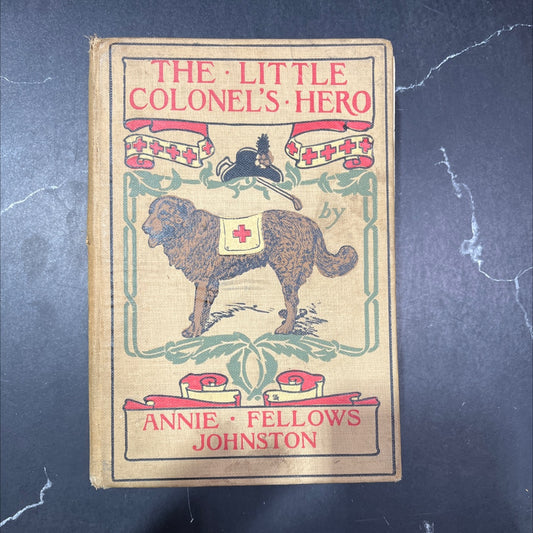 THE · LITTLE
COLONEL'S · HERO
by
ANNIE · FELLOWS
JOHNSTON